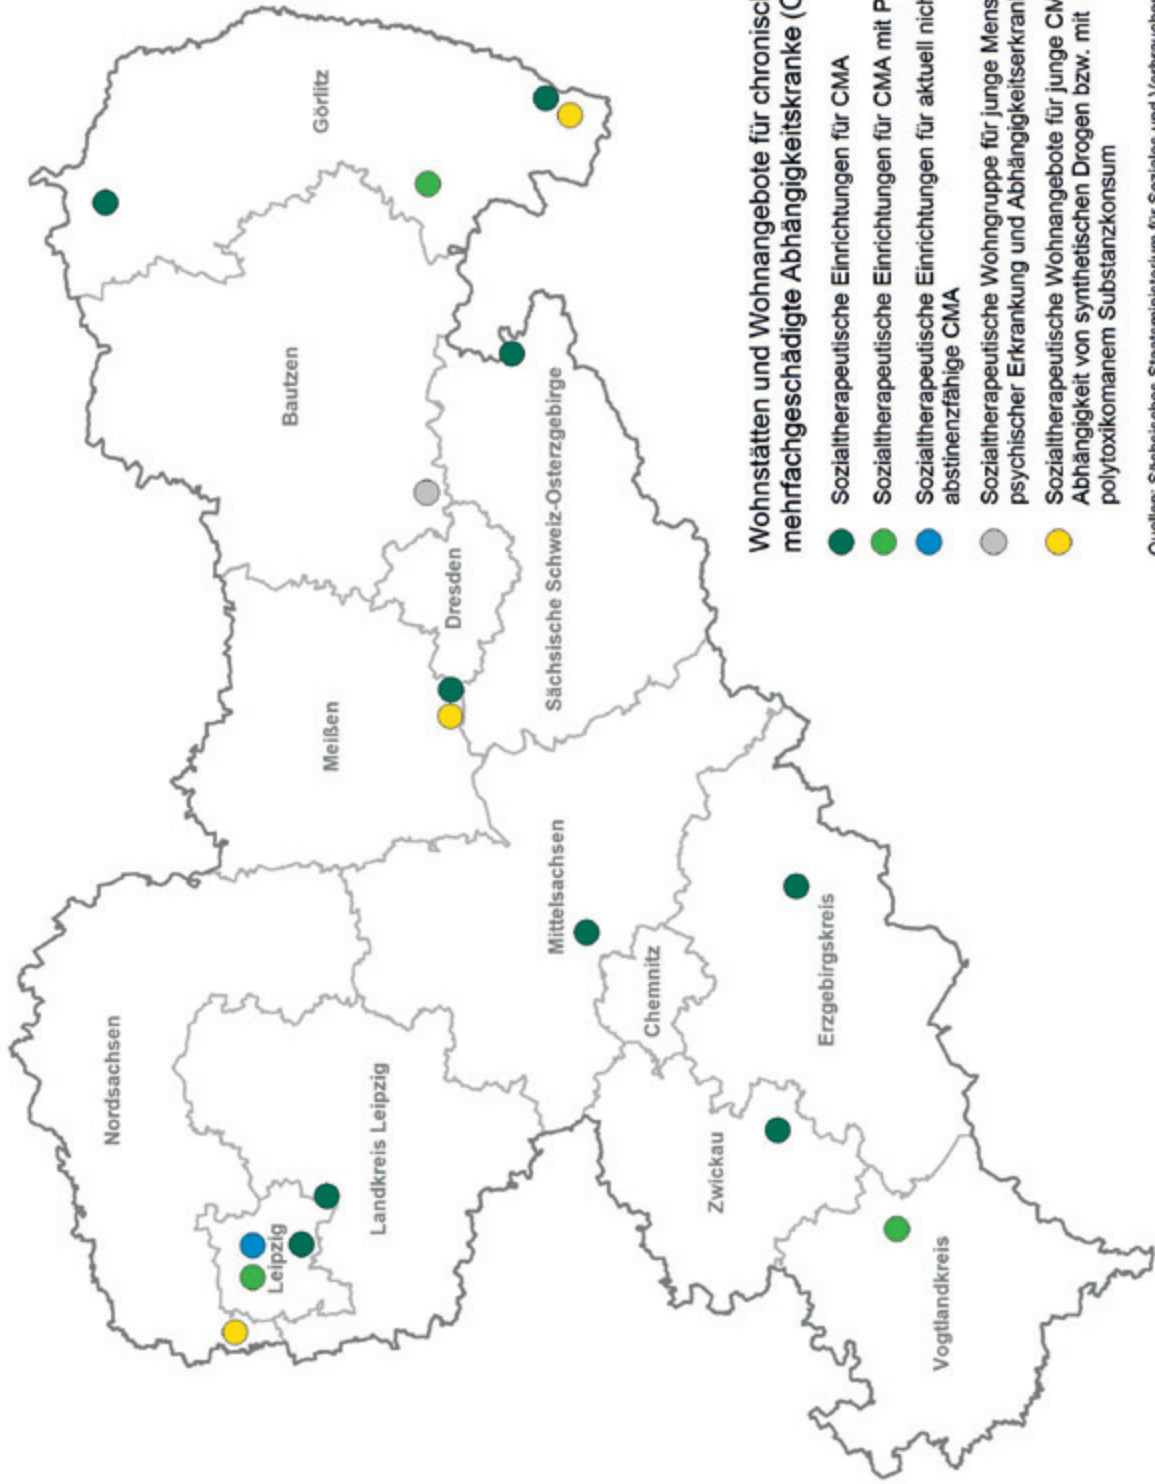 Görlitz
Bautzen
Sächsische Schweiz-Osterzgebirge
Dresden
Meißen
Mittelsachsen
Chemnitz
Erzgebirgskreis
Nordsachsen
Landkreis Leipzig
Leipzig
Zwickau
Vogtlandkreis
Wohnstätten und Wohnangebote für chronisc
mehrfachgeschädigte Abhängigkeitskranke (C
Sozialtherapeutische Einrichtungen für CMA
Sozialtherapeutische Einrichtungen für CMA mit P
Sozialtherapeutische Einrichtungen für aktuell nich
abstinenzfähige CMA
Sozialtherapeutische Wohngruppe für junge Mens
psychischer Erkrankung und Abhängigkeitserkrank
Sozialtherapeutische Wohnangebote für junge CM
Abhängigkeit von synthetischen Drogen bzw. mit
polytoxikomanem Substanzkonsum